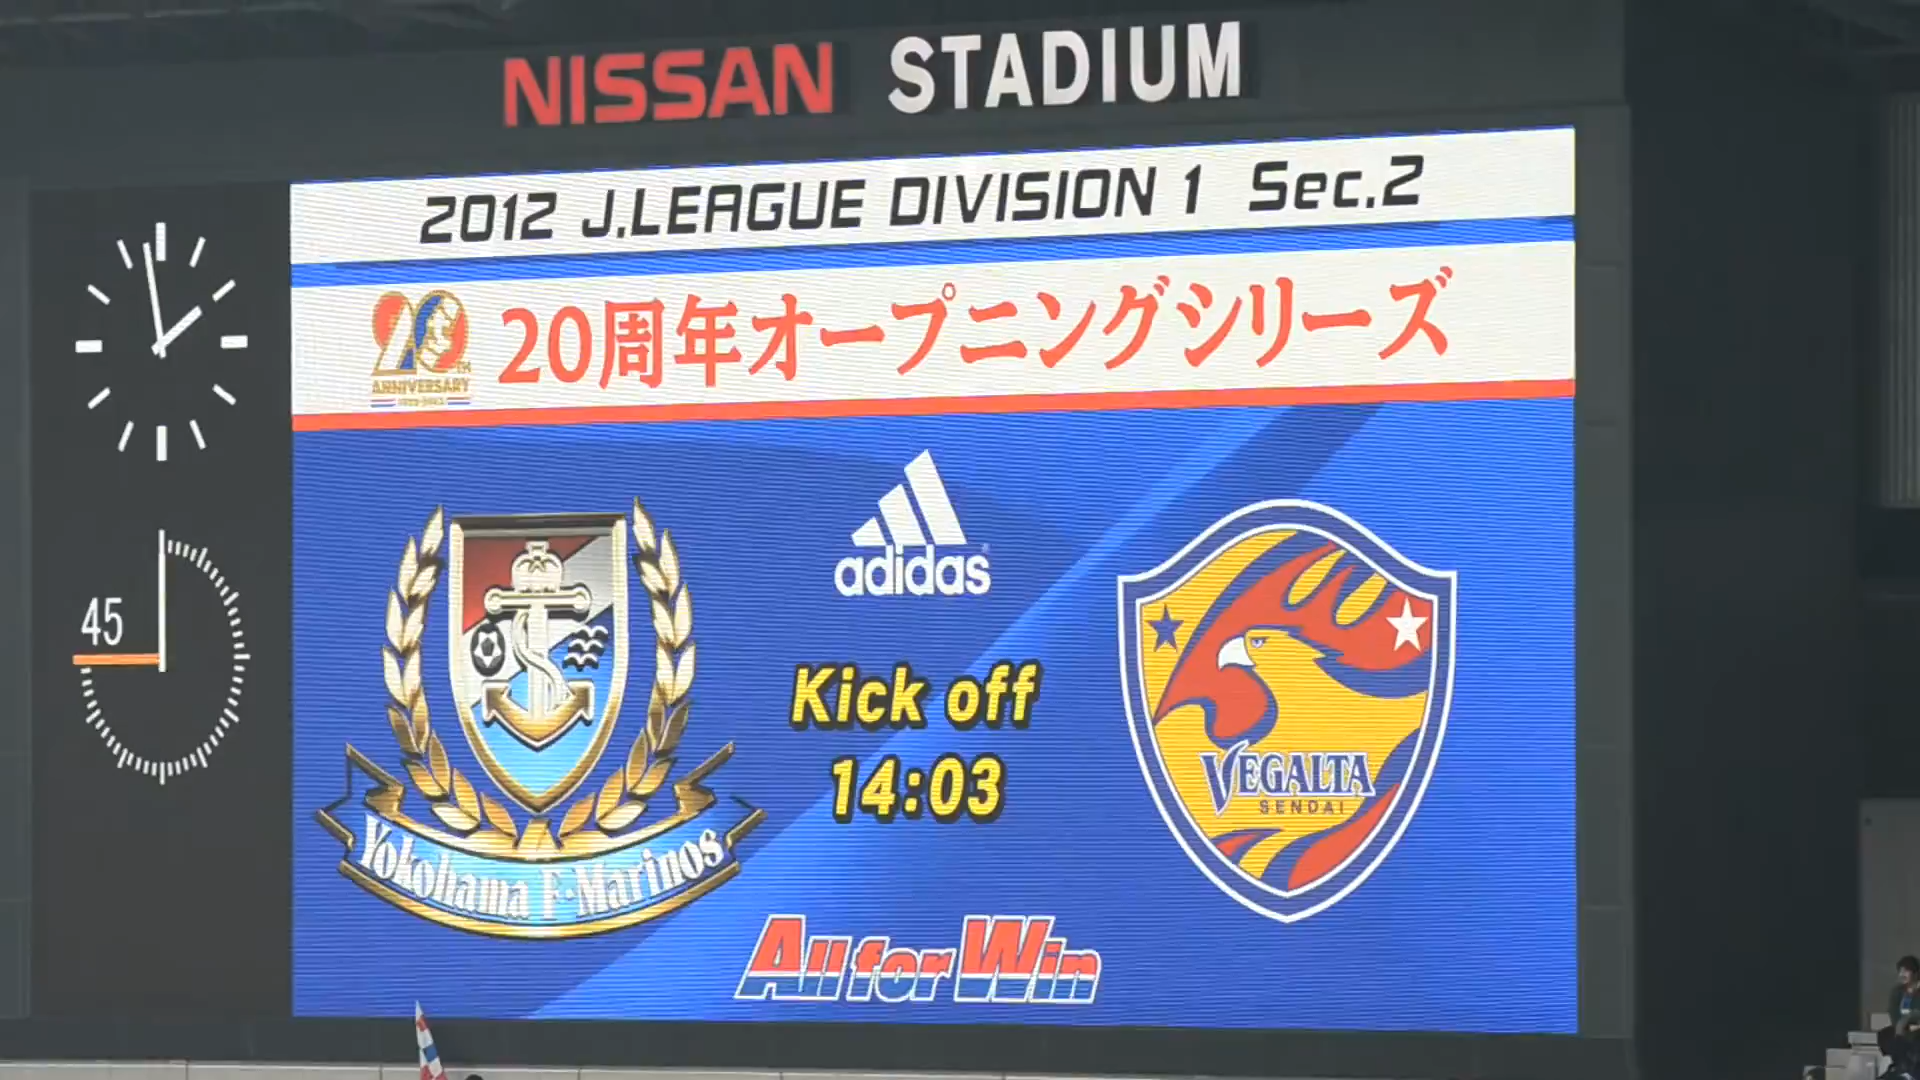 NISSAN STADIUM
2012 J.LEAGUE DIVISION 1 Sec.2
20TH
ANNIVERSARY
20周年オープニングシリーズ
adidas
45
Kick off
14:03
VEGALTA
SENDAI
Yokohama F·Marinos
All for Win